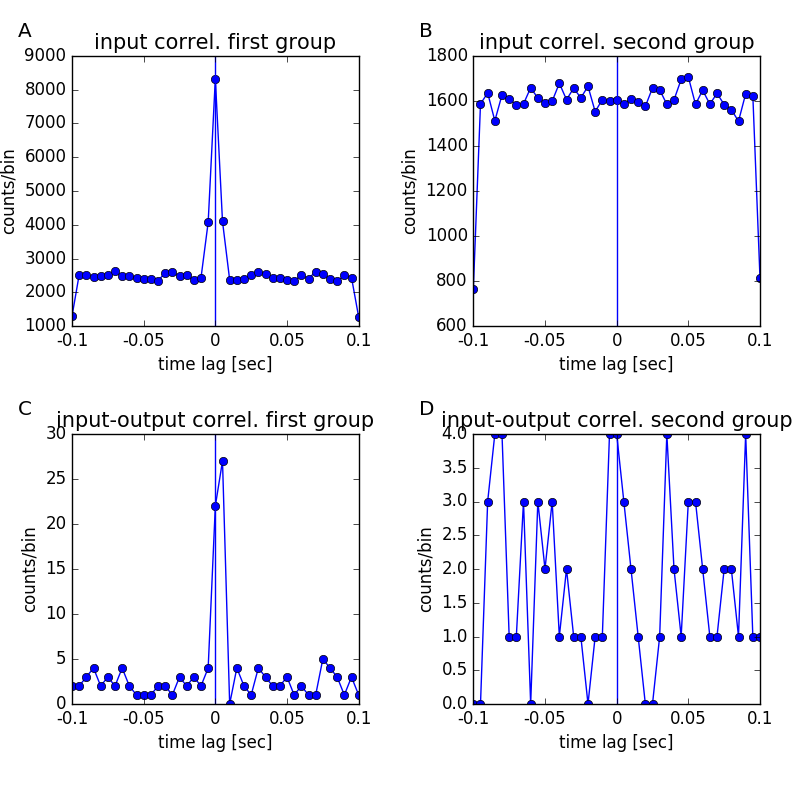 A
input correl. first group
9000
8000
7000
6000
5000
4000
3000
2000
1000
counts/bin
-0.1 -0.05 0 0.05 0.1
time lag [sec]
B
input correl. second group
1800
1600
1400
1200
1000
800
600
counts/bin
-0.1 -0.05 0 0.05 0.1
time lag [sec]
C
input-output correl. first group
30
25
20
15
10
5
0
counts/bin
-0.1 -0.05 0 0.05 0.1
time lag [sec]
D
input-output correl. second group
4.0
3.5
3.0
2.5
2.0
1.5
1.0
0.5
0.0
counts/bin
-0.1 -0.05 0 0.05 0.1
time lag [sec]